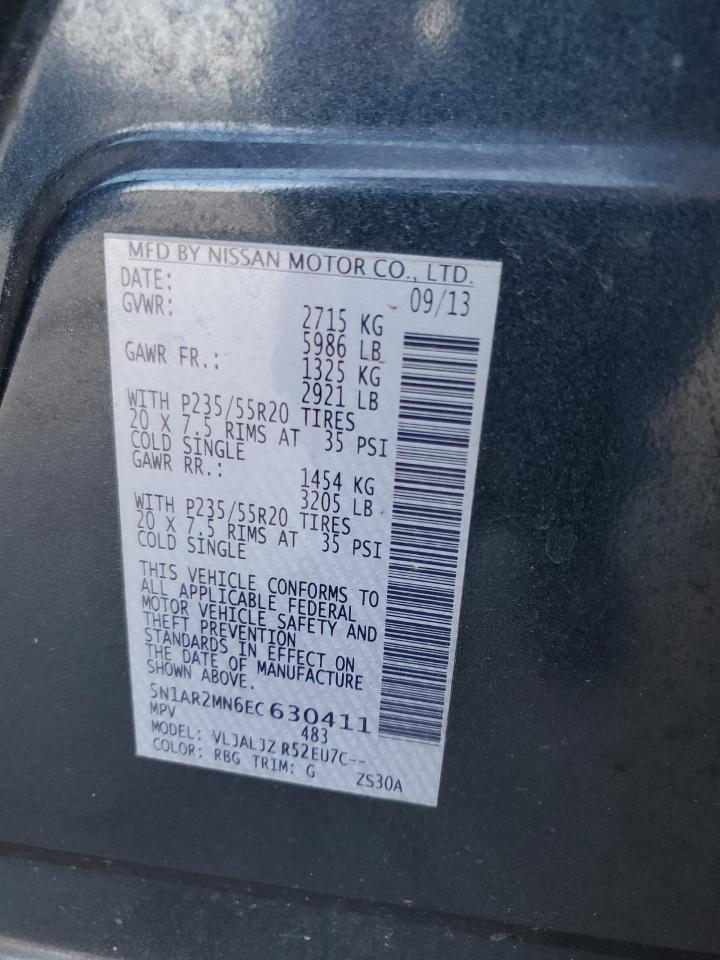 MFD BY NISSAN MOTOR CO., LTD.
DATE: 09/13
GVWR: 2715 KG
5986 LB
GAWR FR.: 1325 KG
2921 LB
WITH P235/55R20 TIRES
20 X 7.5 RIMS AT 35 PSI
COLD SINGLE
GAWR RR.: 1454 KG
3205 LB
WITH P235/55R20 TIRES
20 X 7.5 RIMS AT 35 PSI
COLD SINGLE
THIS VEHICLE CONFORMS TO
ALL APPLICABLE FEDERAL
MOTOR VEHICLE SAFETY AND
THEFT PREVENTION
STANDARDS IN EFFECT ON
THE DATE OF MANUFACTURE
SHOWN ABOVE.
5N1AR2MN6EC630411
MPV 483
MODEL: VLJALJZ R52EU7C--
COLOR: RBG TRIM: G ZS30A